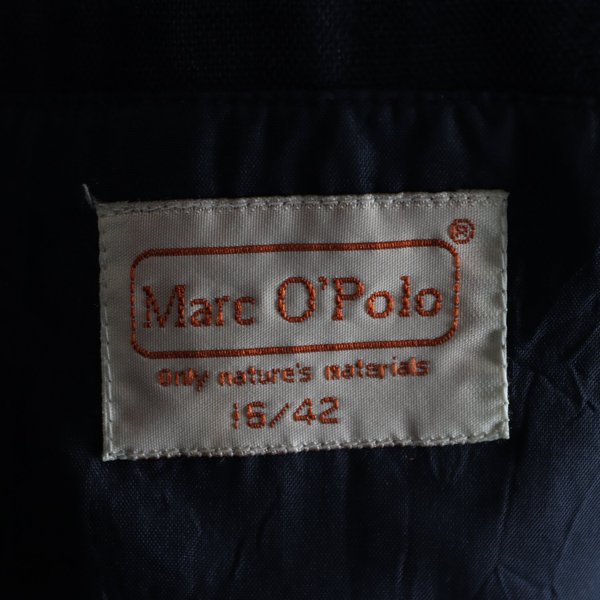 Marc O'Polo ®
only nature's materials
16/42